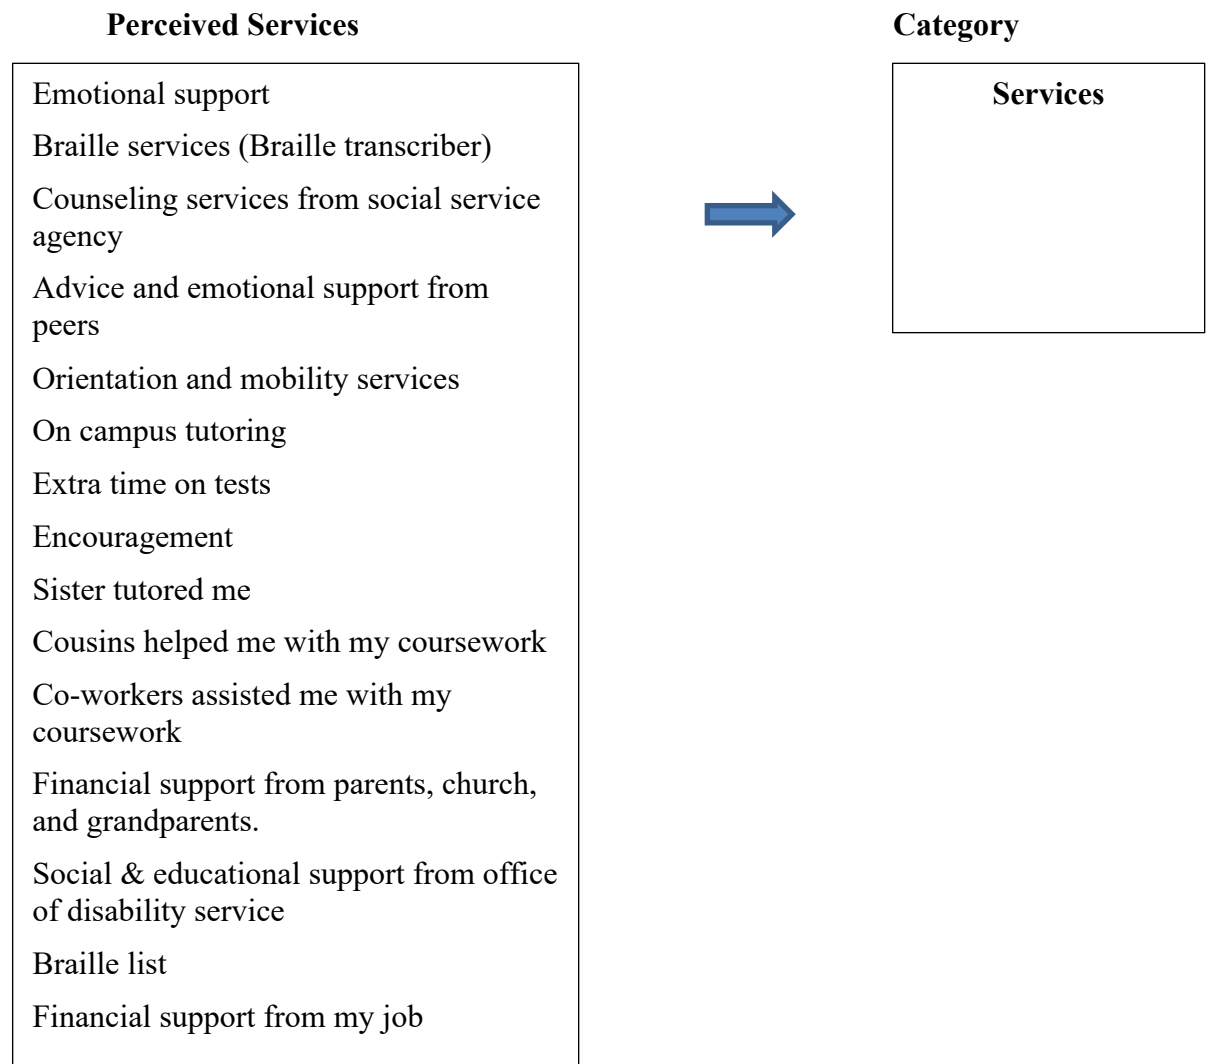 Perceived Services
Category
Emotional support
Braille services (Braille transcriber)
Counseling services from social service
agency
Advice and emotional support from
peers
Orientation and mobility services
On campus tutoring
Extra time on tests
Encouragement
Sister tutored me
Cousins helped me with my coursework
Co-workers assisted me with my
coursework
Financial support from parents, church,
and grandparents.
Social & educational support from office
of disability service
Braille list
Financial support from my job
Services